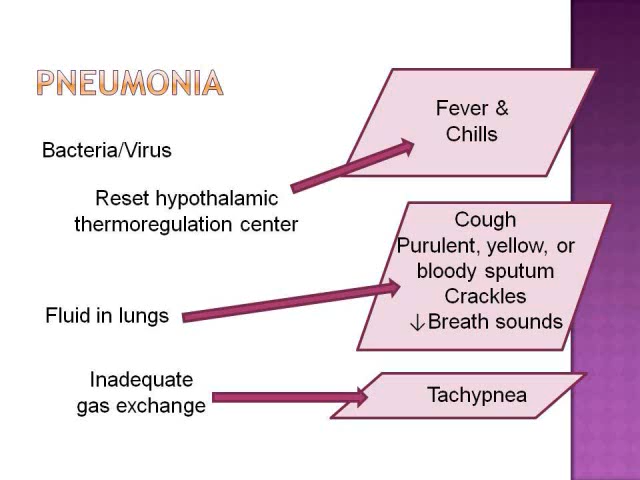 PNEUMONIA
Bacteria/Virus
Reset hypothalamic
thermoregulation center
Fever &
Chills
Fluid in lungs
Cough
Purulent, yellow, or
bloody sputum
Crackles
↓Breath sounds
Inadequate
gas exchange
Tachypnea